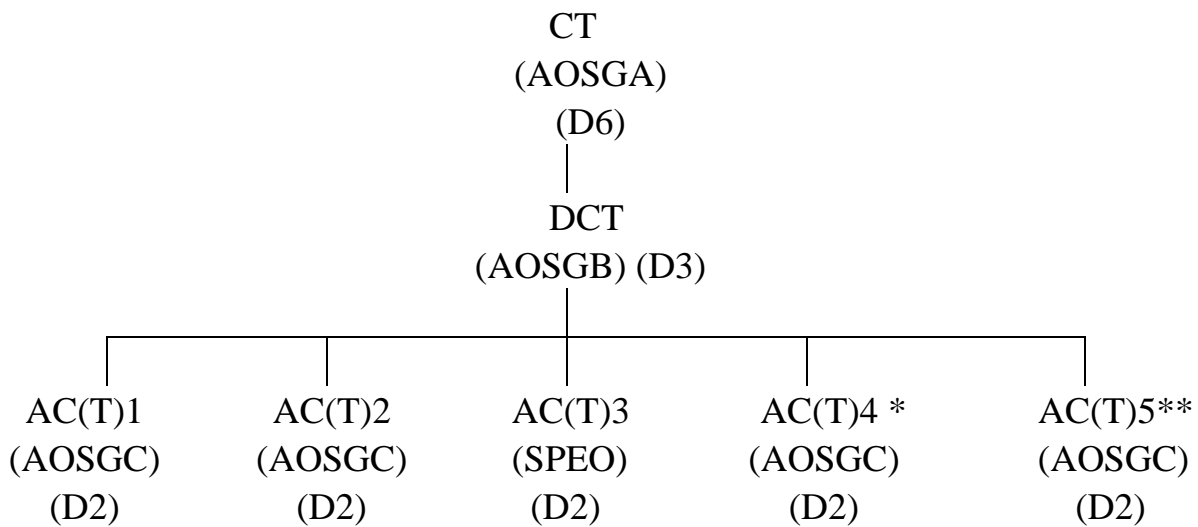 CT
(AOSGA)
(D6)
DCT
(AOSGB) (D3)
AC(T)1 AC(T)2 AC(T)3 AC(T)4 * AC(T)5**
(AOSGC) (AOSGC) (SPEO) (AOSGC) (AOSGC)
(D2) (D2) (D2) (D2) (D2)